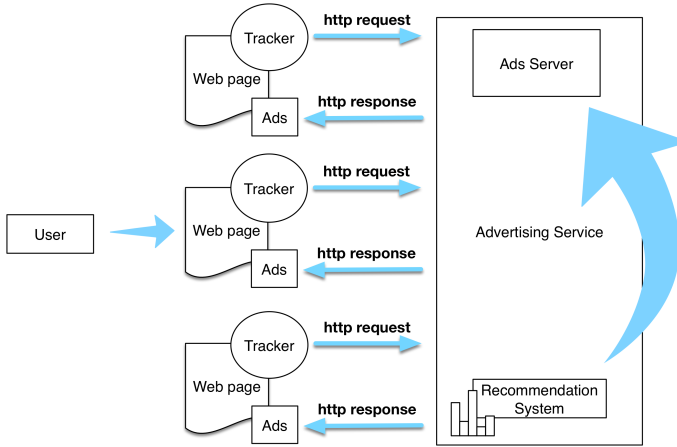 Tracker
http request
Web page
http response
Ads
Ads Server
Tracker
http request
Web page
http response
Ads
User
Advertising Service
Tracker
http request
Web page
http response
Ads
Recommendation
System